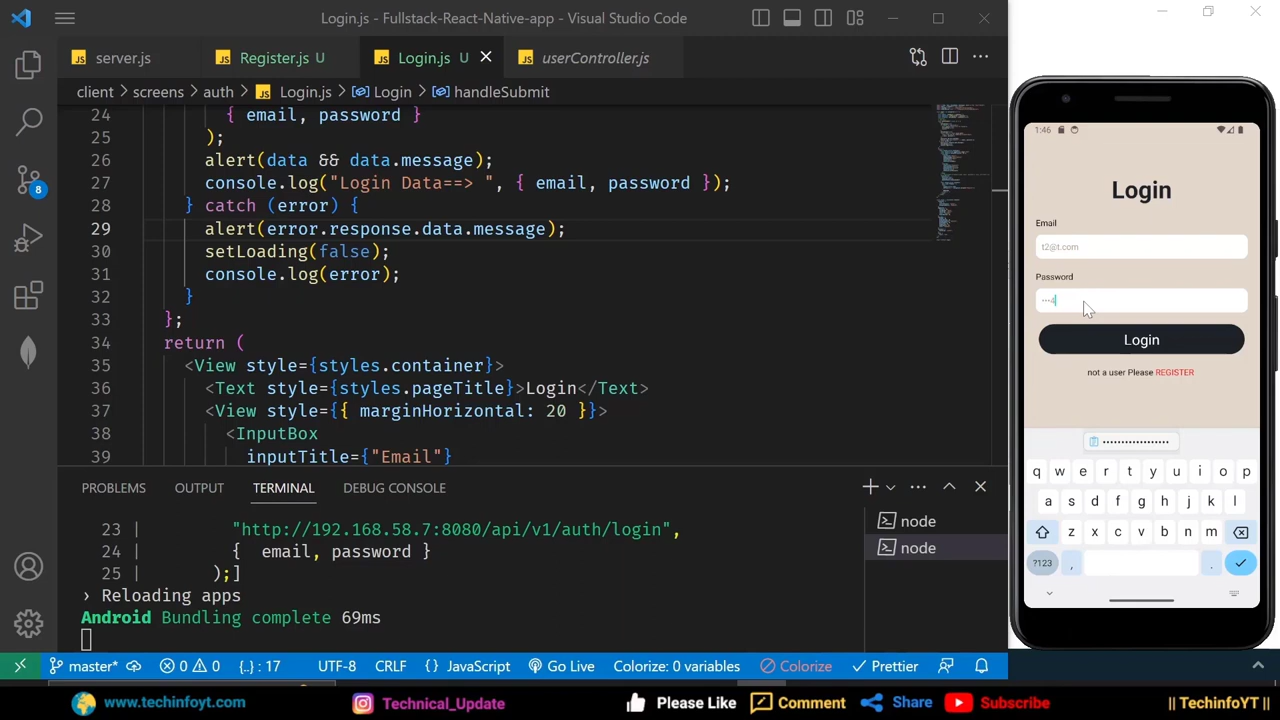 Login.js - Fullstack-React-Native-app - Visual Studio Code
server.js
Register.js U
Login.js U
userController.js
client > screens > auth > Login.js > Login > handleSubmit
24 { email, password }
25 );
26 alert(data && data.message);
27 console.log("Login Data==> ", { email, password });
28 } catch (error) {
29 alert(error.response.data.message);
30 setLoading(false);
31 console.log(error);
32 }
33 };
34 return (
35 <View style={styles.container}>
36 <Text style={styles.pageTitle}>Login</Text>
37 <View style={{ marginHorizontal: 20 }}>
38 <InputBox
39 inputTitle={"Email"}
8
PROBLEMS OUTPUT TERMINAL DEBUG CONSOLE
23 | "http://192.168.58.7:8080/api/v1/auth/login",
24 | { email, password }
25 | );]
› Reloading apps
Android Bundling complete 69ms
node
node
master* 0 0 {..} : 17 UTF-8 CRLF {} JavaScript Go Live Colorize: 0 variables Colorize Prettier
1:46
Login
Email
t2@t.com
Password
•••4
Login
not a user Please REGISTER
••••••••••••••••••
q w e r t y u i o p
a s d f g h j k l
z x c v b n m
?123 , .
www.techinfoyt.com Technical_Update Please Like Comment Share Subscribe || TechinfoYT ||